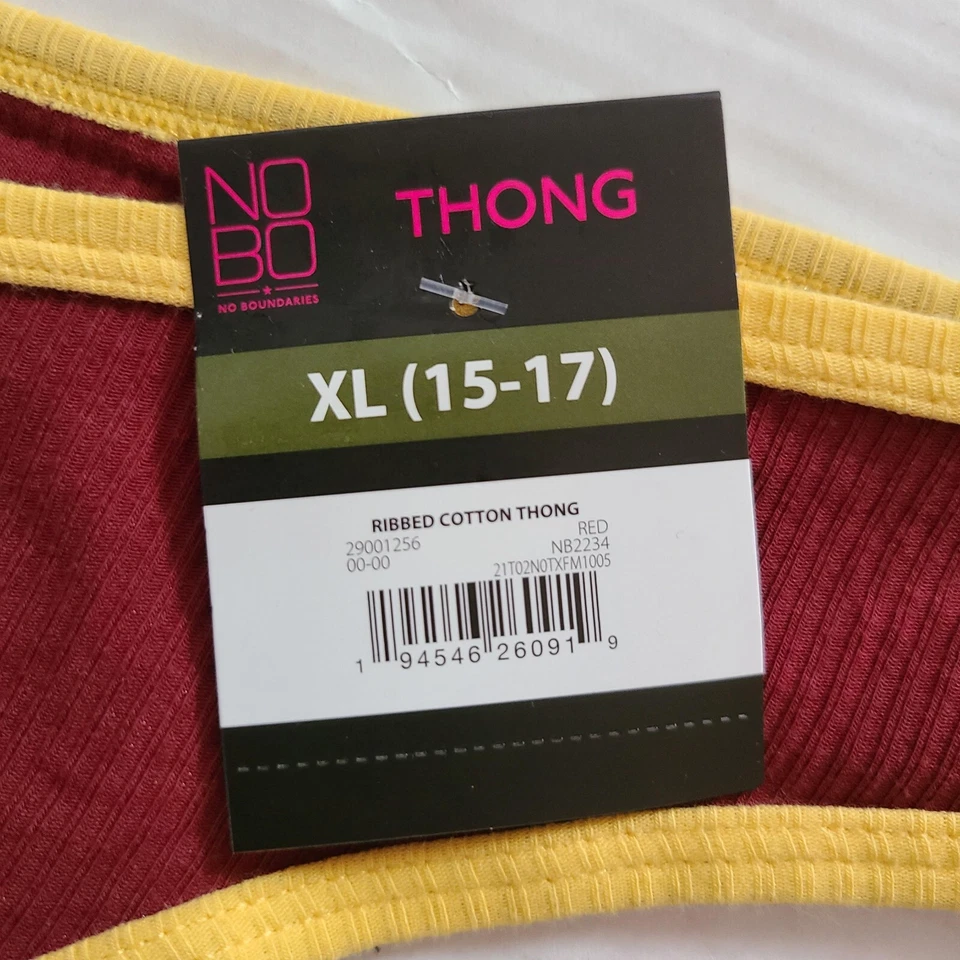 NO
BO
NO BOUNDARIES
THONG
XL (15-17)
RIBBED COTTON THONG
29001256 RED
00-00 NB2234
21T02N0TXFM1005
1 94546 26091 9